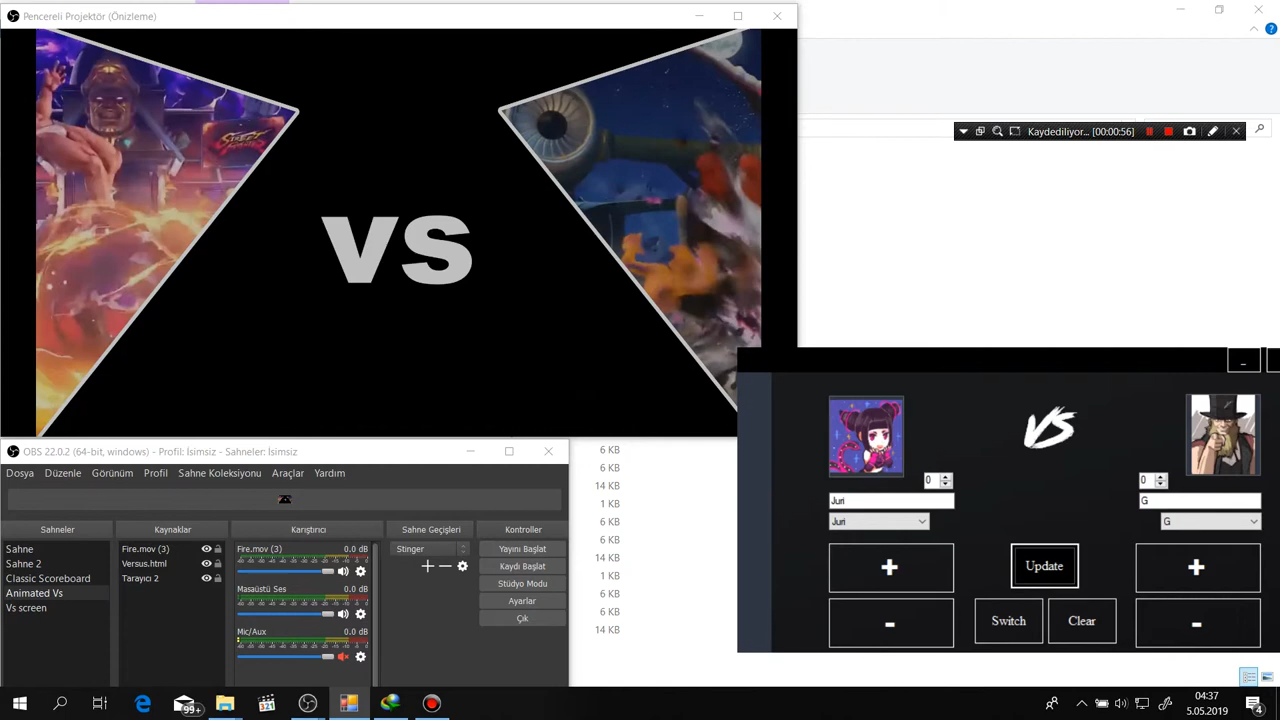 Pencereli Projektör (Önizleme)
STREET FIGHTER
VS
Kaydediliyor... [00:00:56]
VS
0
0
Juri
G
Juri
G
+
Update
+
-
Switch
Clear
-
OBS 22.0.2 (64-bit, windows) - Profil: İsimsiz - Sahneler: İsimsiz
Dosya Düzenle Görünüm Profil Sahne Koleksiyonu Araçlar Yardım
Sahneler
Sahne
Sahne 2
Classic Scoreboard
Animated Vs
Vs screen
Kaynaklar
Fire.mov (3)
Versus.html
Tarayıcı 2
Karıştırıcı
Fire.mov (3) 0.0 dB
Masaüstü Ses 0.0 dB
Mic/Aux 0.0 dB
Sahne Geçişleri
Stinger
Kontroller
Yayını Başlat
Kaydı Başlat
Stüdyo Modu
Ayarlar
Çık
6 KB
6 KB
14 KB
1 KB
6 KB
6 KB
14 KB
1 KB
6 KB
6 KB
14 KB
99+
321
04:37
5.05.2019
4